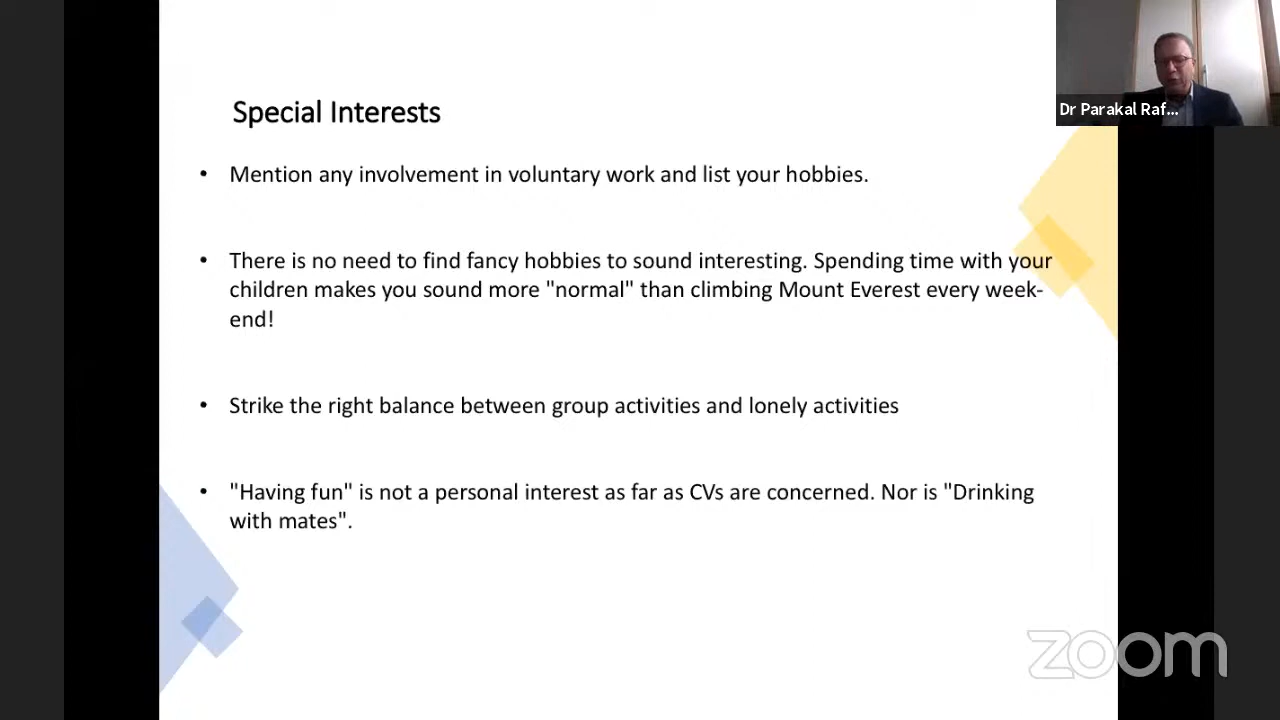 Dr Parakal Raf...
Special Interests
• Mention any involvement in voluntary work and list your hobbies.
• There is no need to find fancy hobbies to sound interesting. Spending time with your
children makes you sound more "normal" than climbing Mount Everest every week-
end!
• Strike the right balance between group activities and lonely activities
• "Having fun" is not a personal interest as far as CVs are concerned. Nor is "Drinking
with mates".
zoom